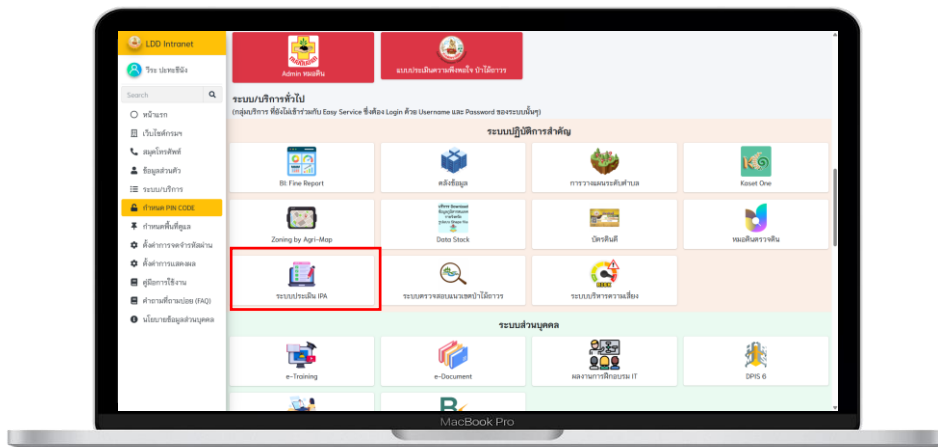 LDD Intranet
วีระ ปะทะยีนัง
Search
หน้าแรก
เว็บไซต์กรมฯ
สมุดโทรศัพท์
ข้อมูลส่วนตัว
ระบบ/บริการ
กำหนด PIN CODE
กำหนดพื้นที่ดูแล
ตั้งค่าการจดจำรหัสผ่าน
ตั้งค่าการแสดงผล
คู่มือการใช้งาน
คำถามที่ถามบ่อย (FAQ)
นโยบายข้อมูลส่วนบุคคล
Admin หมอดิน
แบบประเมินความพึงพอใจ ป่าไม้ถาวร
ระบบ/บริการทั่วไป
(กลุ่มบริการ ที่ยังไม่เข้าร่วมกับ Easy Service ซึ่งต้อง Login ด้วย Username และ Password ของระบบนั้นๆ)
ระบบปฏิบัติการสำคัญ
BI: Fine Report
คลังข้อมูล
การวางแผนระดับตำบล
Kaset One
Zoning by Agri-Map
Data Stock
บัตรดินดี
หมอดินตรวจดิน
ระบบประเมิน IPA
ระบบตรวจสอบแนวเขตป่าไม้ถาวร
ระบบบริหารความเสี่ยง
ระบบส่วนบุคคล
e-Training
e-Document
ผลงานการฝึกอบรม IT
DPIS 6
MacBook Pro